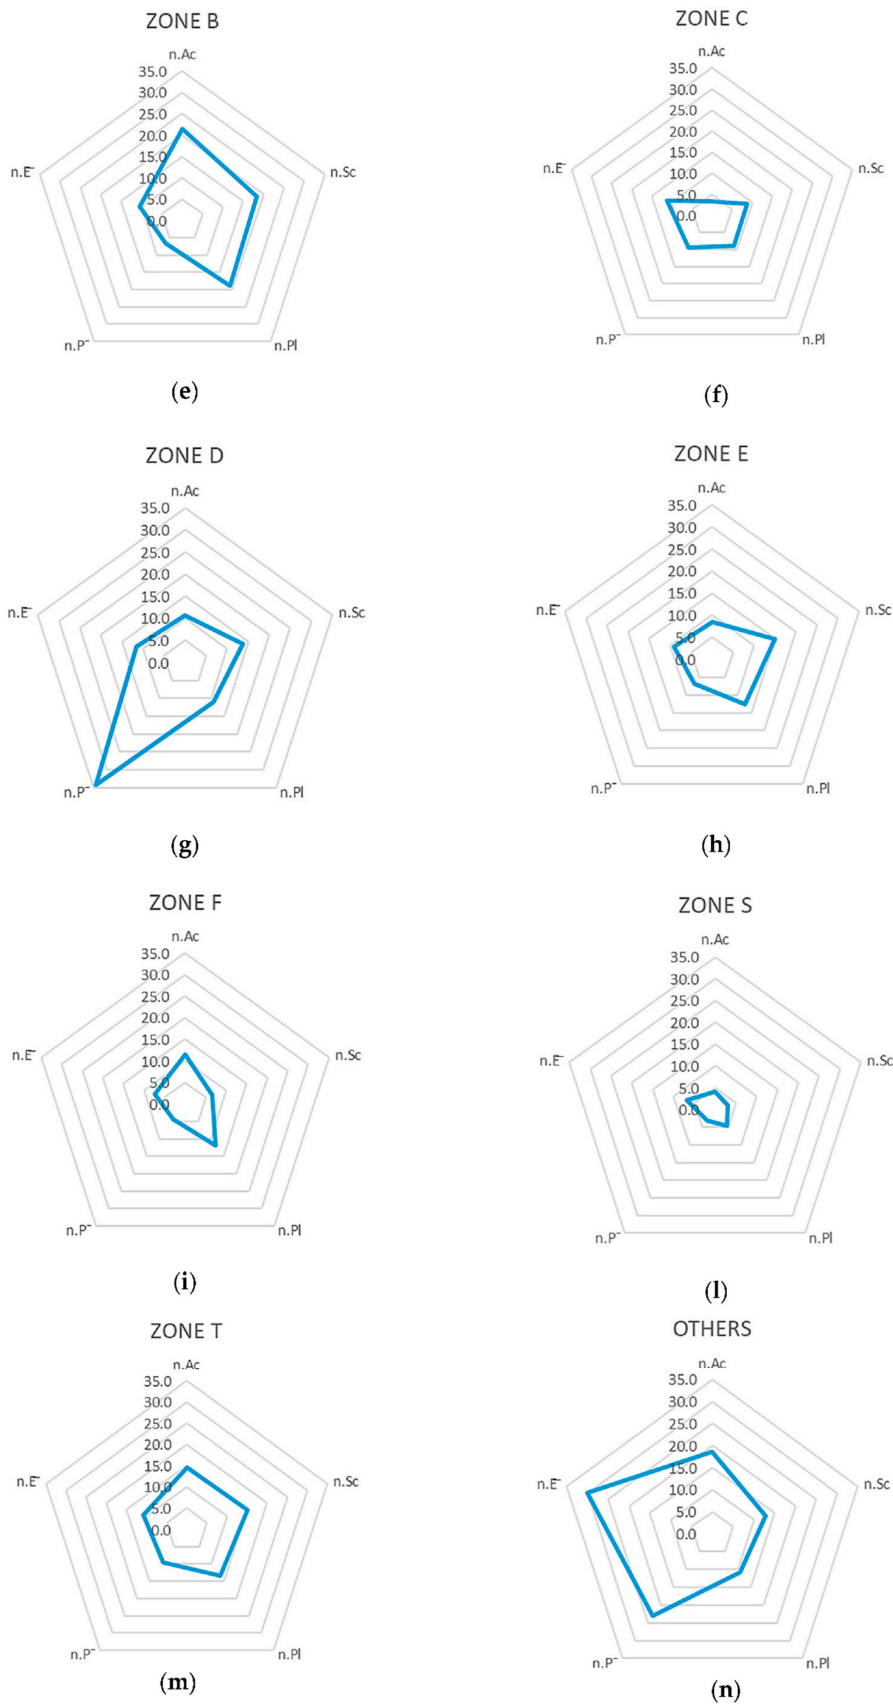 ZONE B
n.Ac
35.0
30.0
25.0
20.0
15.0
10.0
5.0
0.0
n.Sc
n.Pl
n.P⁻
n.E⁻
(e)
ZONE C
n.Ac
35.0
30.0
25.0
20.0
15.0
10.0
5.0
0.0
n.Sc
n.Pl
n.P⁻
n.E⁻
(f)
ZONE D
n.Ac
35.0
30.0
25.0
20.0
15.0
10.0
5.0
0.0
n.Sc
n.Pl
n.P⁻
n.E⁻
(g)
ZONE E
n.Ac
35.0
30.0
25.0
20.0
15.0
10.0
5.0
0.0
n.Sc
n.Pl
n.P⁻
n.E⁻
(h)
ZONE F
n.Ac
35.0
30.0
25.0
20.0
15.0
10.0
5.0
0.0
n.Sc
n.Pl
n.P⁻
n.E⁻
(i)
ZONE S
n.Ac
35.0
30.0
25.0
20.0
15.0
10.0
5.0
0.0
n.Sc
n.Pl
n.P⁻
n.E⁻
(l)
ZONE T
n.Ac
35.0
30.0
25.0
20.0
15.0
10.0
5.0
0.0
n.Sc
n.Pl
n.P⁻
n.E⁻
(m)
OTHERS
n.Ac
35.0
30.0
25.0
20.0
15.0
10.0
5.0
0.0
n.Sc
n.Pl
n.P⁻
n.E⁻
(n)